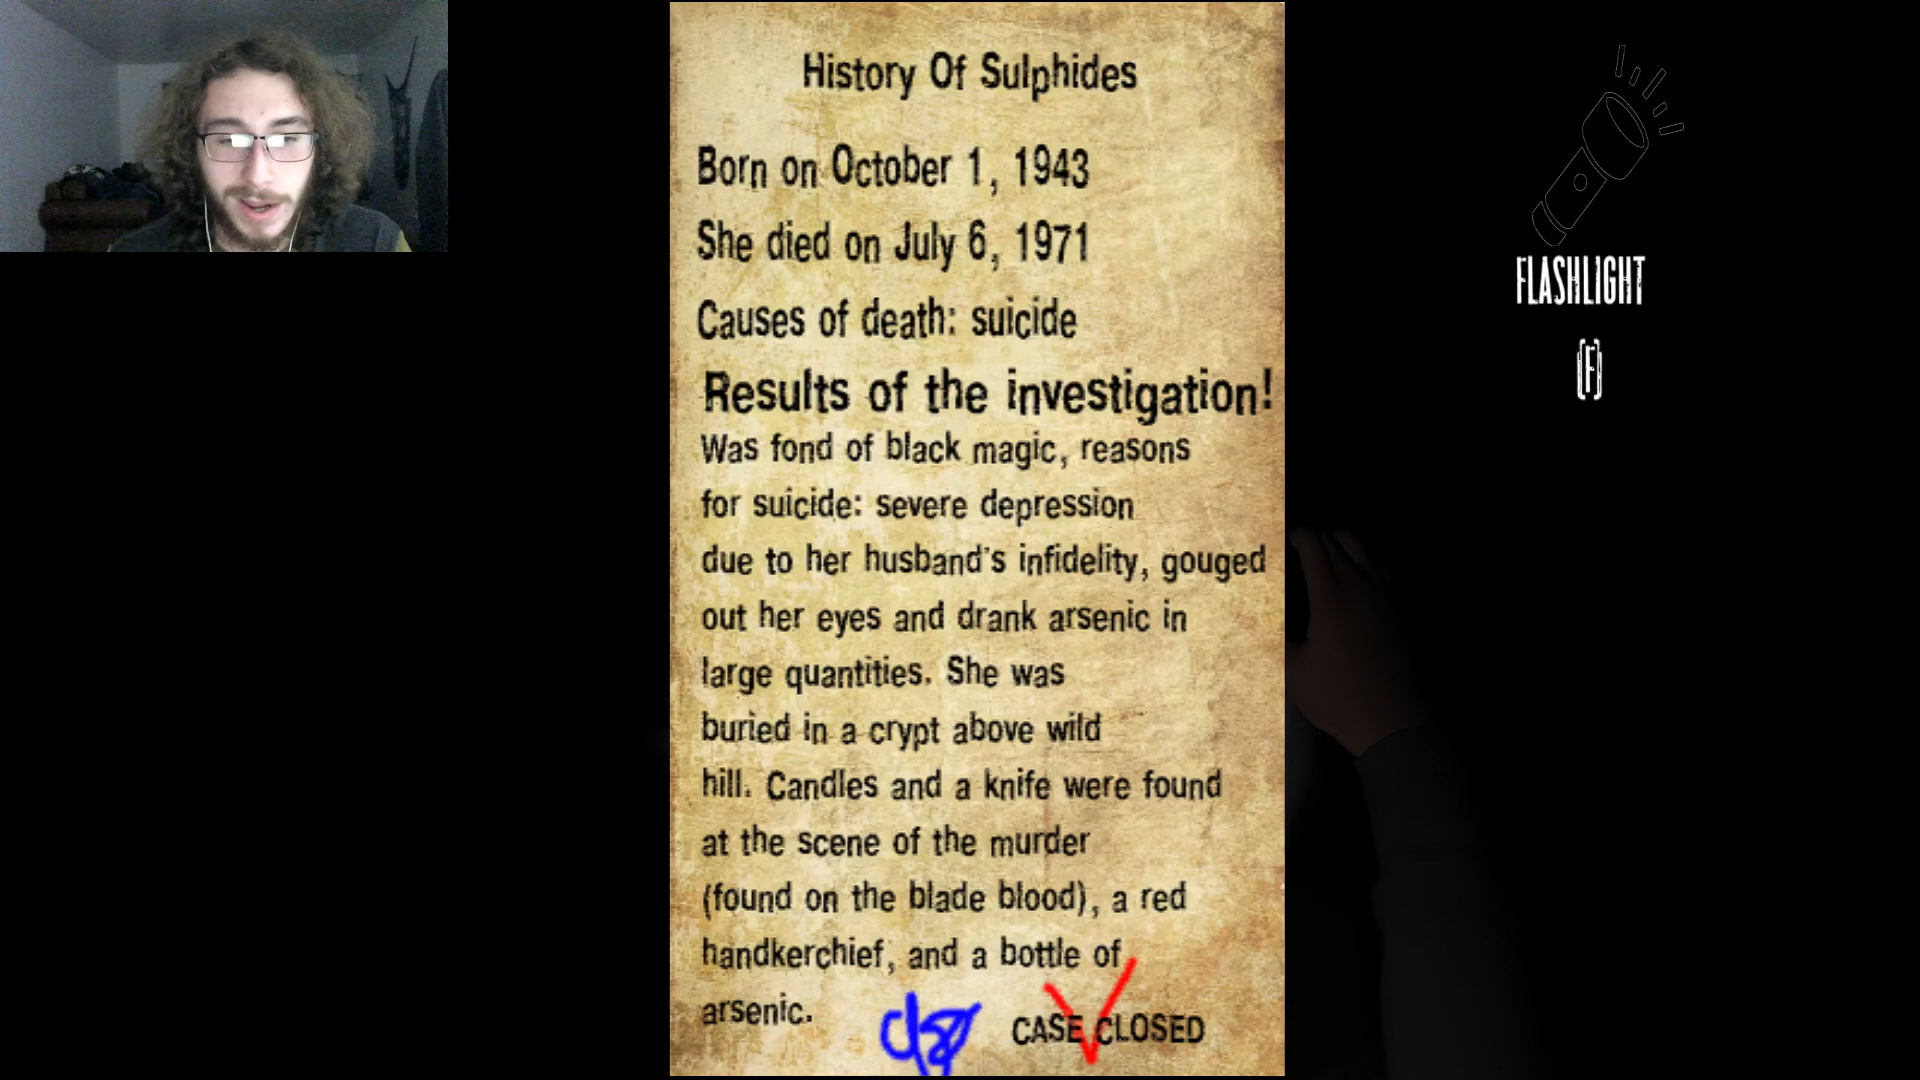 History Of Sulphides
Born on October 1, 1943
She died on July 6, 1971
Causes of death: suicide
Results of the investigation!
Was fond of black magic, reasons
for suicide: severe depression
due to her husband's infidelity, gouged
out her eyes and drank arsenic in
large quantities. She was
buried in a crypt above wild
hill. Candles and a knife were found
at the scene of the murder
(found on the blade blood), a red
handkerchief, and a bottle of
arsenic.
CASE CLOSED
FLASHLIGHT
[F]